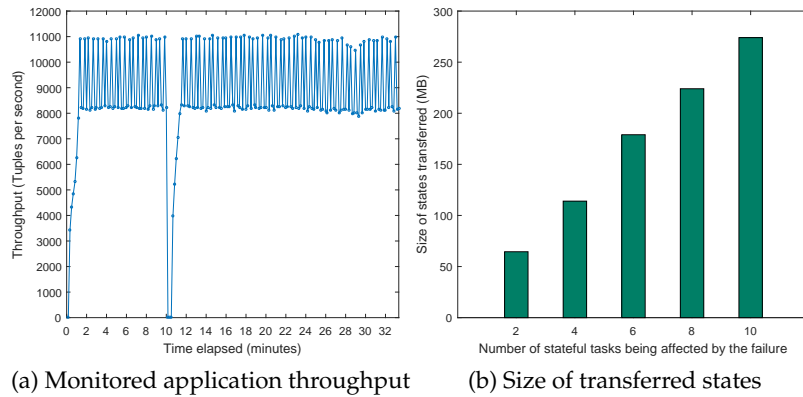 12000
11000
10000
9000
8000
7000
6000
5000
4000
3000
2000
1000
0
Throughput (Tuples per second)
0 2 4 6 8 10 12 14 16 18 20 22 24 26 28 30 32
Time elapsed (minutes)
(a) Monitored application throughput
300
250
200
150
100
50
0
Size of states transferred (MB)
2 4 6 8 10
Number of stateful tasks being affected by the failure
(b) Size of transferred states